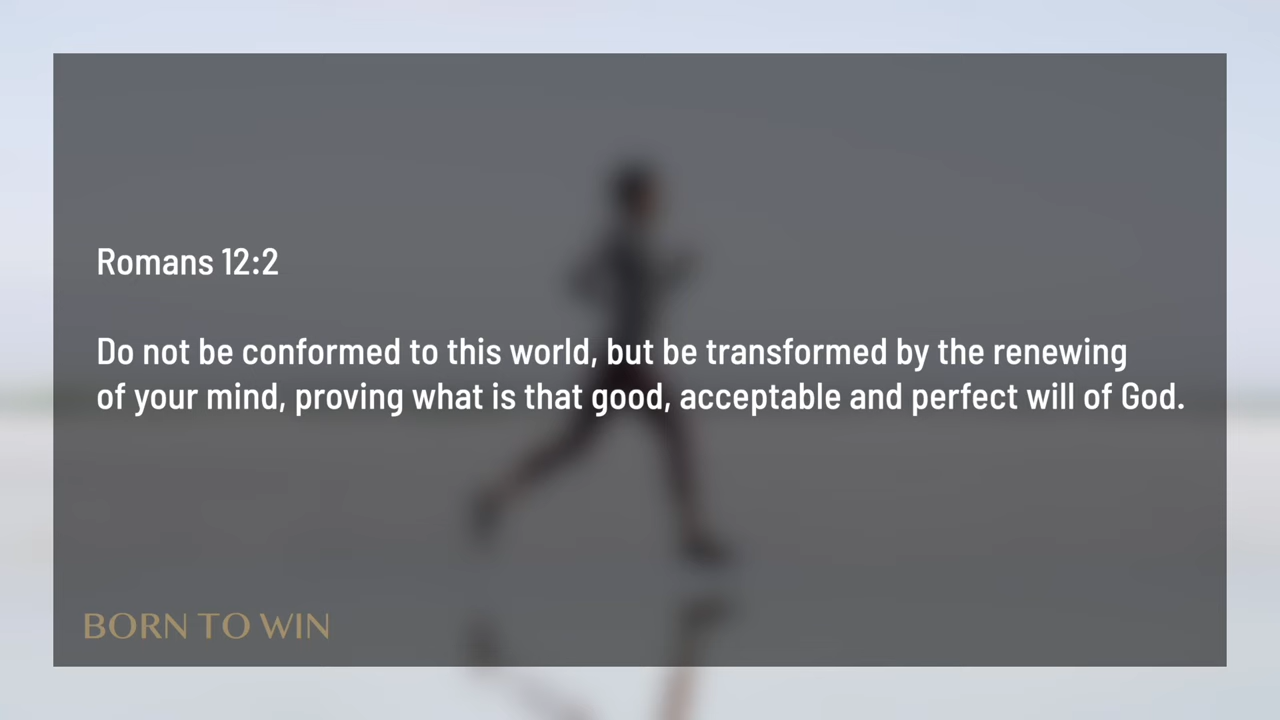 Romans 12:2
Do not be conformed to this world, but be transformed by the renewing
of your mind, proving what is that good, acceptable and perfect will of God.
BORN TO WIN